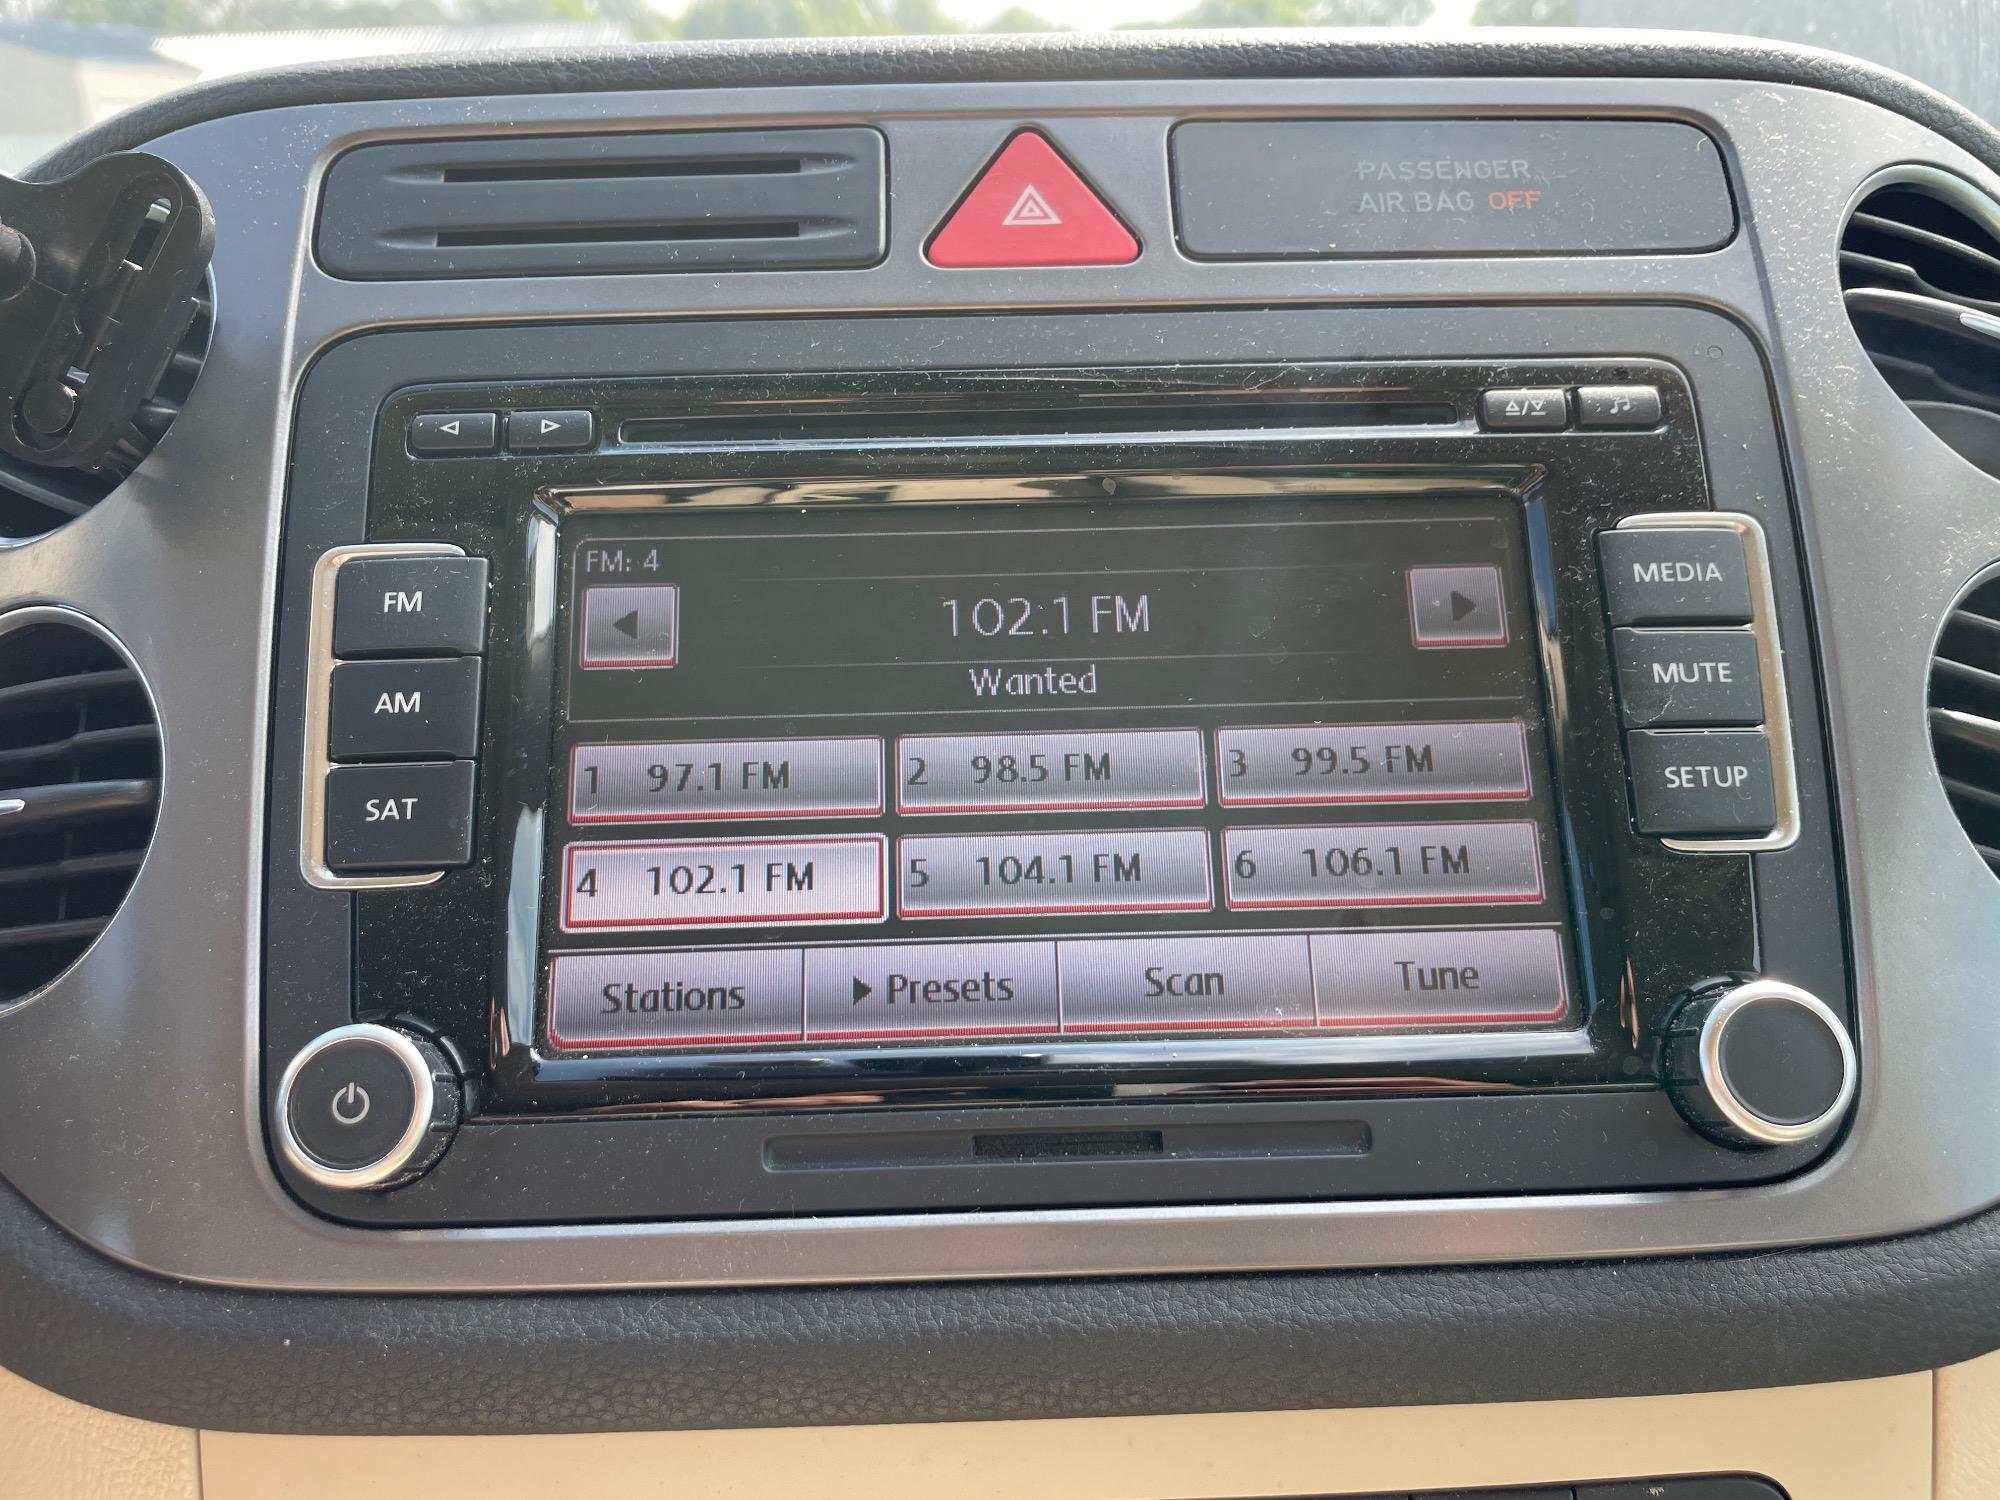 PASSENGER
AIR BAG OFF
FM: 4
102.1 FM
Wanted
1 97.1 FM
2 98.5 FM
3 99.5 FM
4 102.1 FM
5 104.1 FM
6 106.1 FM
Stations
Presets
Scan
Tune
FM
AM
SAT
MEDIA
MUTE
SETUP